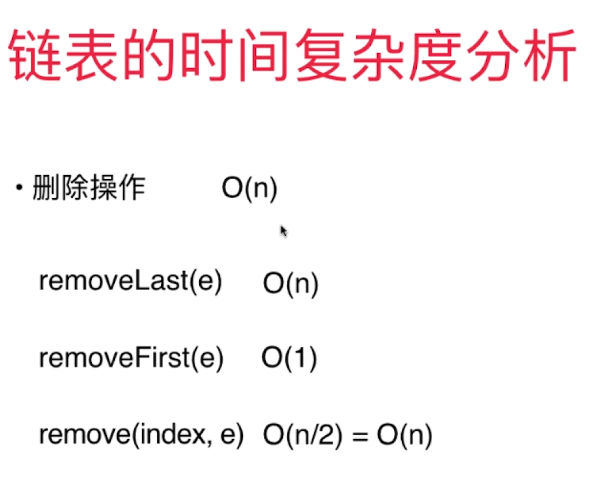 链表的时间复杂度分析
• 删除操作 O(n)
removeLast(e) O(n)
removeFirst(e) O(1)
remove(index, e) O(n/2) = O(n)